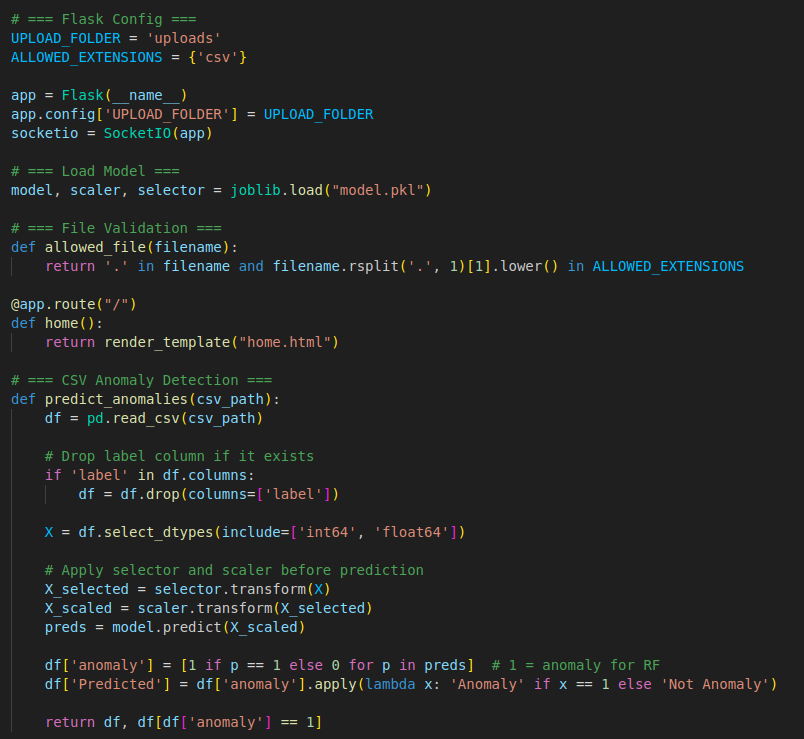 # === Flask Config ===
UPLOAD_FOLDER = 'uploads'
ALLOWED_EXTENSIONS = {'csv'}

app = Flask(__name__)
app.config['UPLOAD_FOLDER'] = UPLOAD_FOLDER
socketio = SocketIO(app)

# === Load Model ===
model, scaler, selector = joblib.load("model.pkl")

# === File Validation ===
def allowed_file(filename):
    return '.' in filename and filename.rsplit('.', 1)[1].lower() in ALLOWED_EXTENSIONS

@app.route("/")
def home():
    return render_template("home.html")

# === CSV Anomaly Detection ===
def predict_anomalies(csv_path):
    df = pd.read_csv(csv_path)

    # Drop label column if it exists
    if 'label' in df.columns:
        df = df.drop(columns=['label'])

    X = df.select_dtypes(include=['int64', 'float64'])

    # Apply selector and scaler before prediction
    X_selected = selector.transform(X)
    X_scaled = scaler.transform(X_selected)
    preds = model.predict(X_scaled)

    df['anomaly'] = [1 if p == 1 else 0 for p in preds]  # 1 = anomaly for RF
    df['Predicted'] = df['anomaly'].apply(lambda x: 'Anomaly' if x == 1 else 'Not Anomaly')

    return df, df[df['anomaly'] == 1]